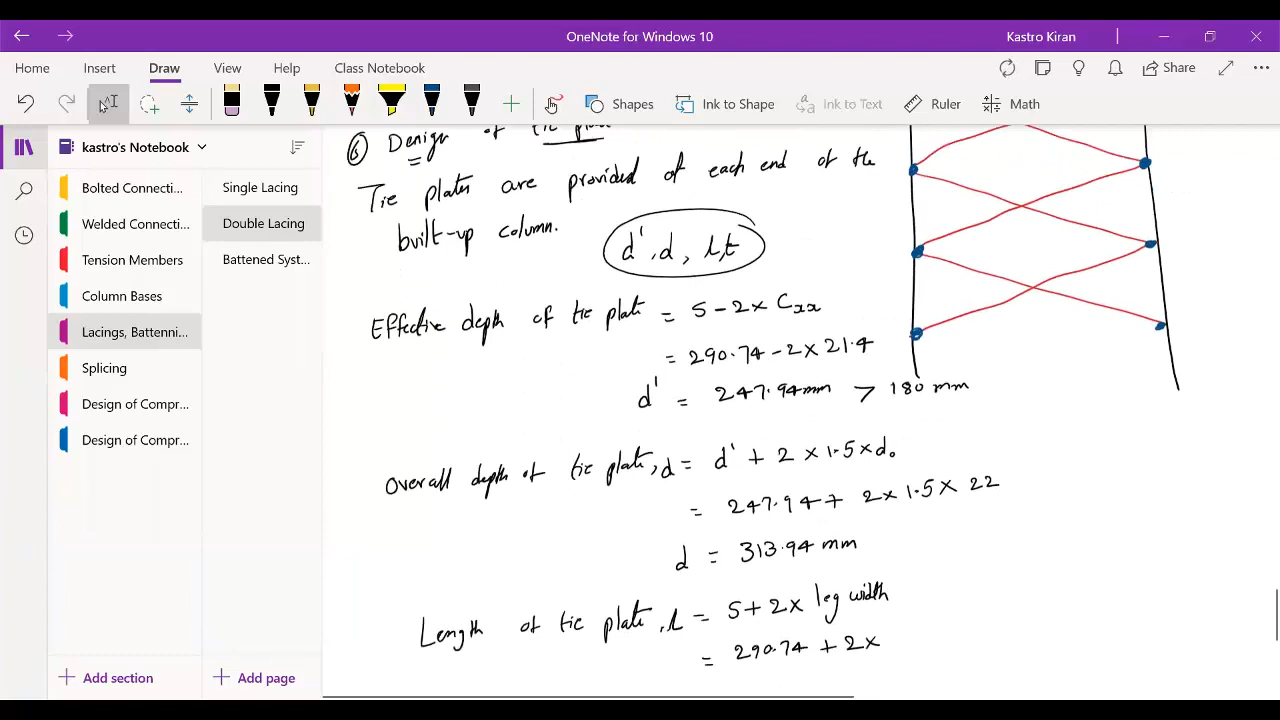 OneNote for Windows 10
Kastro Kiran
Home Insert Draw View Help Class Notebook
Share
Shapes
Ink to Shape
Ink to Text
Ruler
Math
kastro's Notebook
Bolted Connecti...
Welded Connecti...
Tension Members
Column Bases
Lacings, Battenni...
Splicing
Design of Compr...
Design of Compr...
Add section
Single Lacing
Double Lacing
Battened Syst...
Add page
⑥ Design of tie plate
Tie plates are provided at each end of the
built-up column.
d', d, l, t
Effective depth of tie plate = S - 2 x Cxx
= 290.74 - 2 x 21.4
d' = 247.94 mm > 180 mm
Overall depth of tie plate, d = d' + 2 x 1.5 x d₀
= 247.94 + 2 x 1.5 x 22
d = 313.94 mm
Length of tie plate, l = S + 2 x leg width
= 290.74 + 2 x